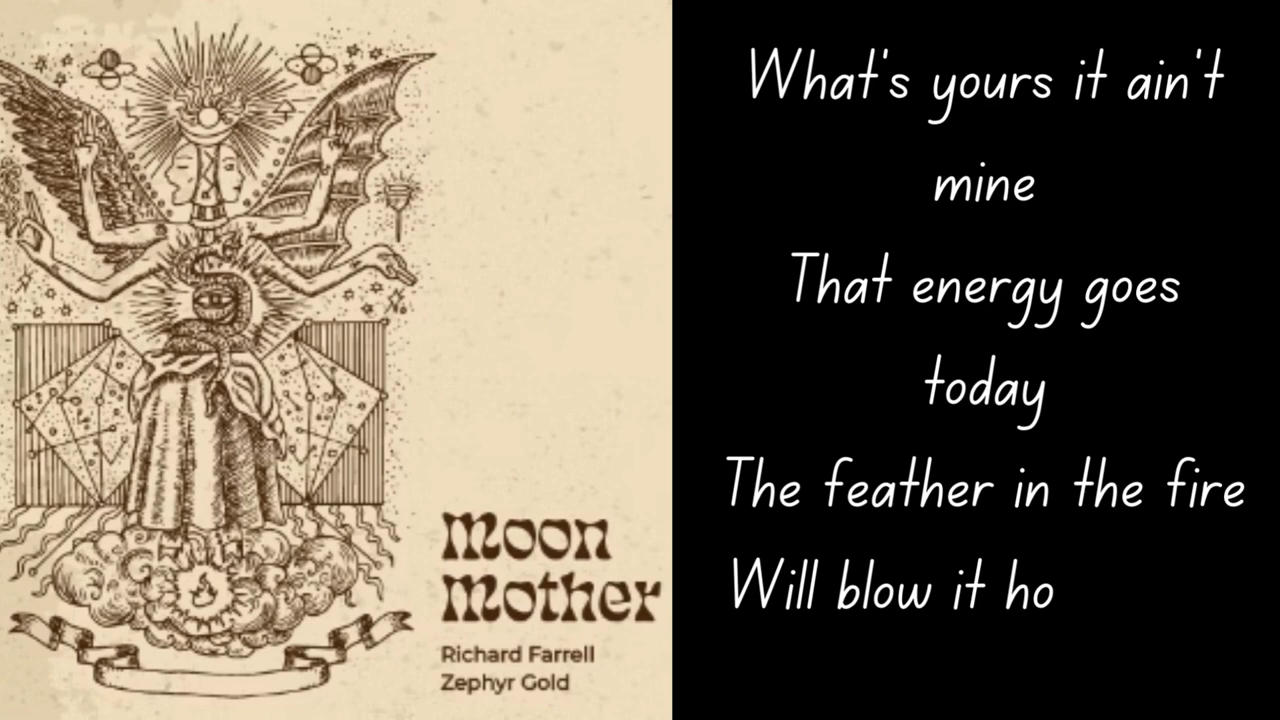 Moon
Mother
Richard Farrell
Zephyr Gold
What's yours it ain't
mine
That energy goes
today
The feather in the fire
Will blow it ho